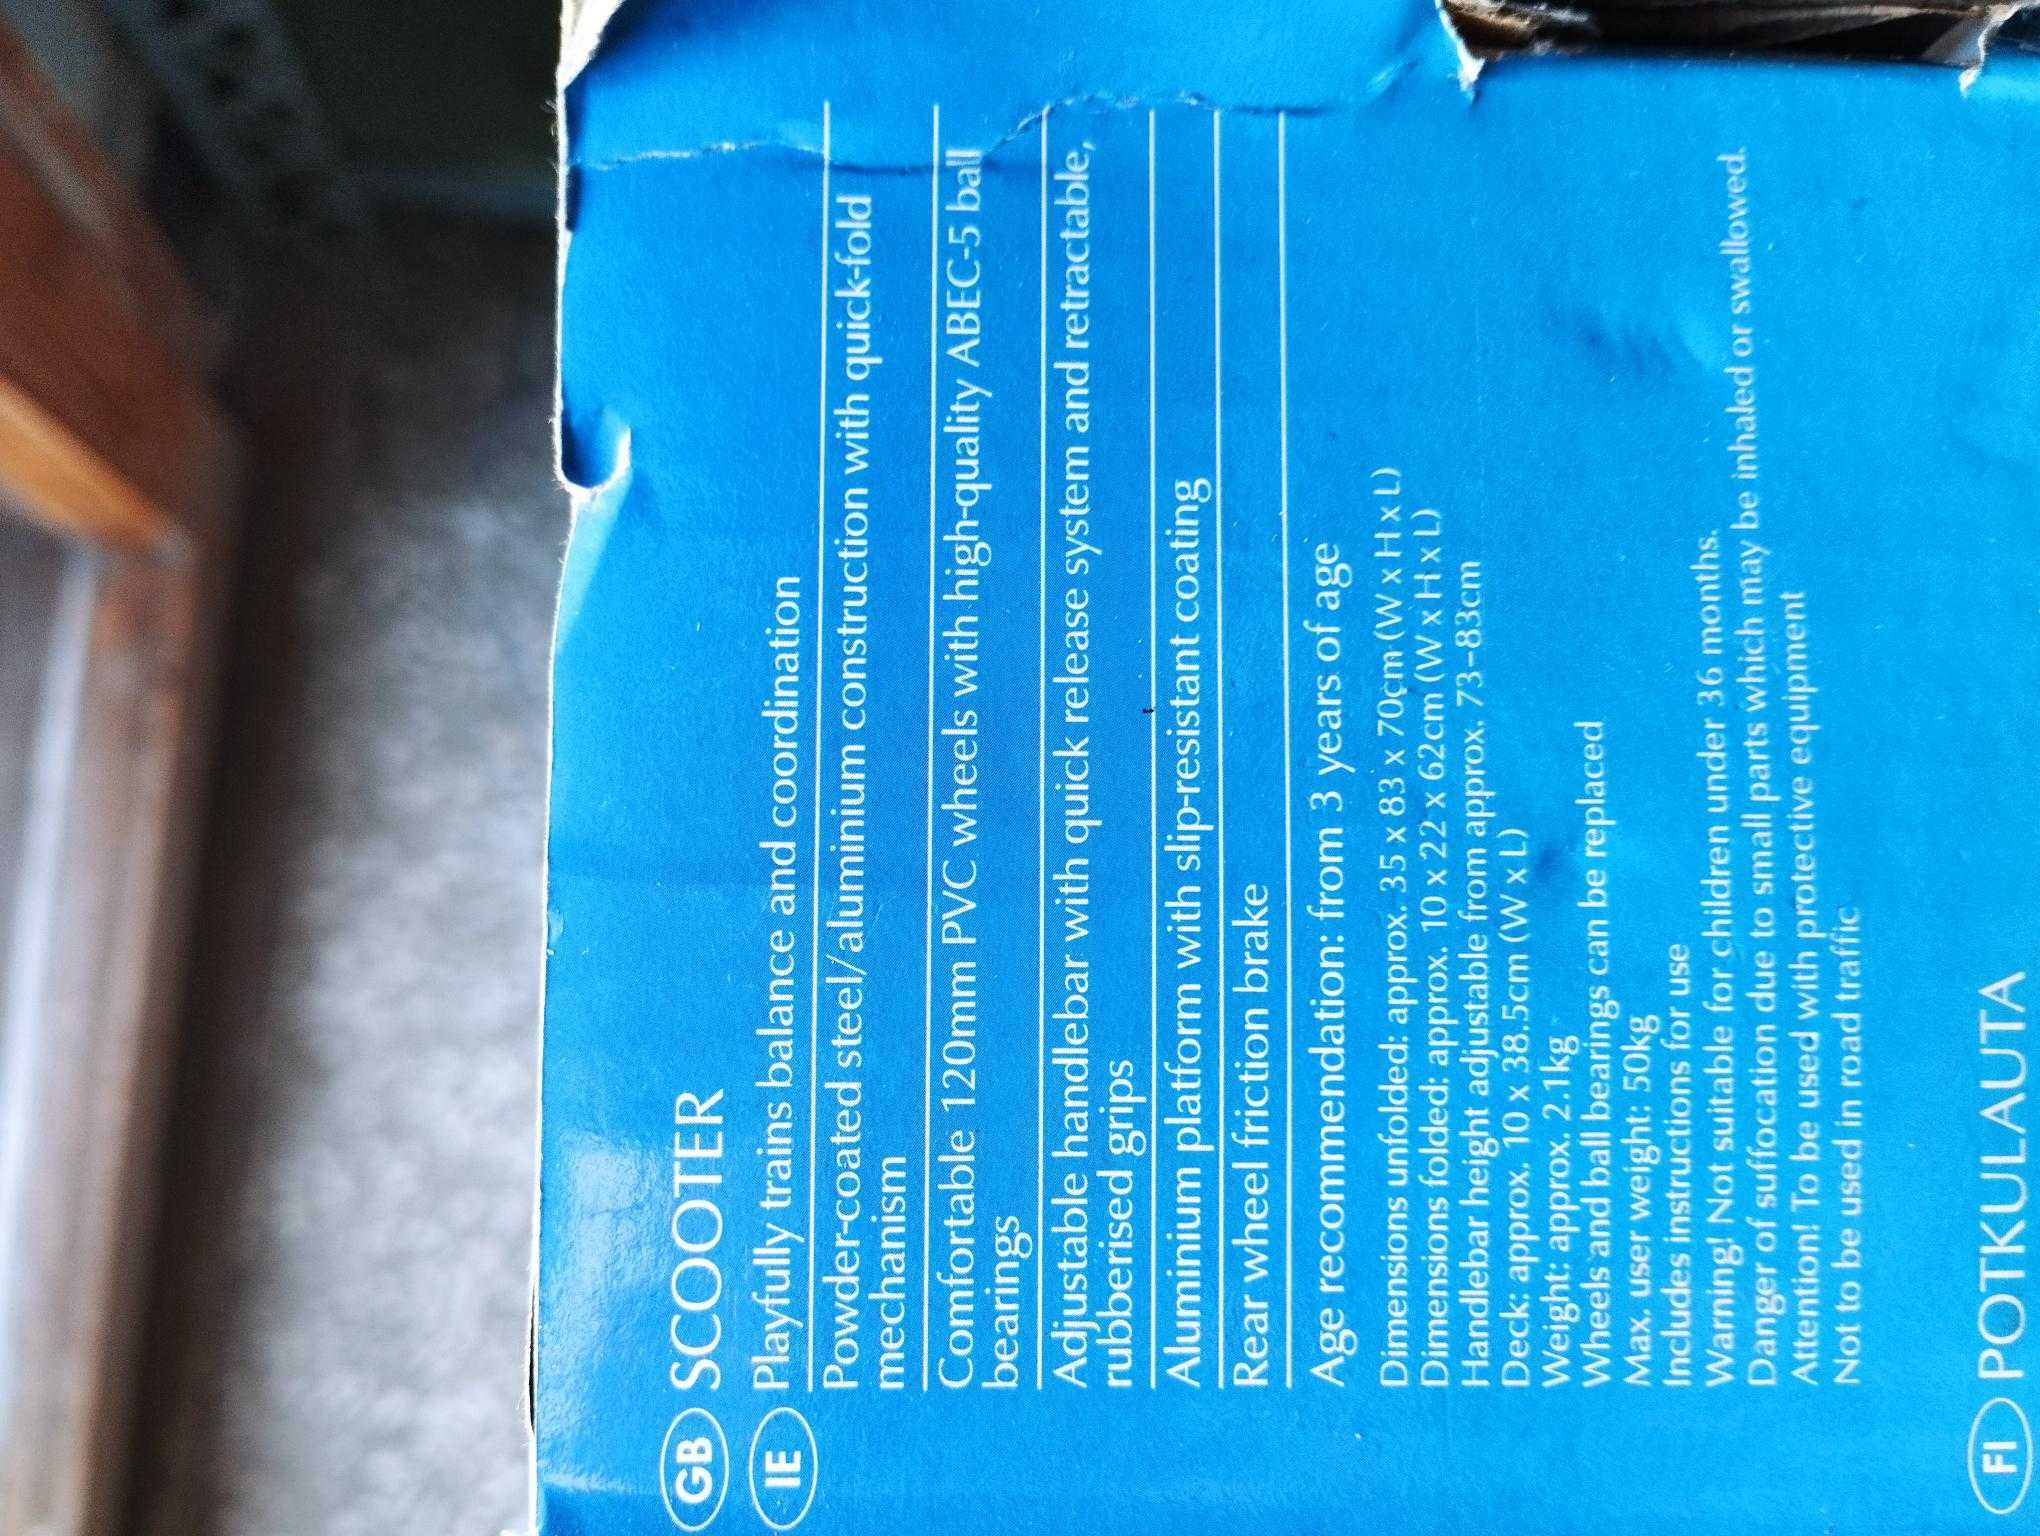 GB SCOOTER
IE Playfully trains balance and coordination
Powder-coated steel/aluminium construction with quick-fold
mechanism
Comfortable 120mm PVC wheels with high-quality ABEC-5 ball
bearings
Adjustable handlebar with quick release system and retractable,
rubberised grips
Aluminium platform with slip-resistant coating
Rear wheel friction brake
Age recommendation: from 3 years of age
Dimensions unfolded: approx. 35 x 83 x 70cm (W x H x L)
Dimensions folded: approx. 10 x 22 x 62cm (W x H x L)
Handlebar height adjustable from approx. 73–83cm
Deck: approx. 10 x 38.5cm (W x L)
Weight: approx. 2.1kg
Wheels and ball bearings can be replaced
Max. user weight: 50kg
Includes instructions for use
Warning! Not suitable for children under 36 months.
Danger of suffocation due to small parts which may be inhaled or swallowed.
Attention! To be used with protective equipment
Not to be used in road traffic
FI POTKULAUTA